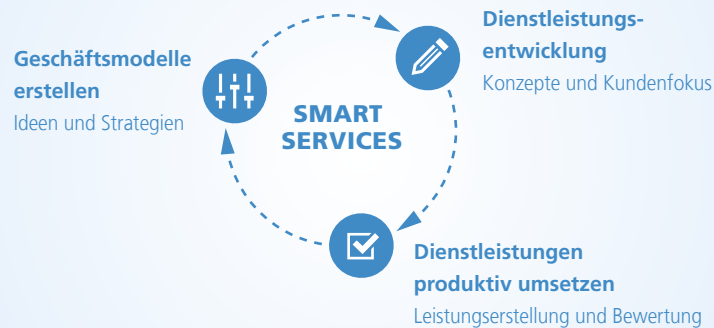 Geschäftsmodelle
erstellen
Ideen und Strategien
SMART
SERVICES
Dienstleistungs-
entwicklung
Konzepte und Kundenfokus
Dienstleistungen
produktiv umsetzen
Leistungserstellung und Bewertung